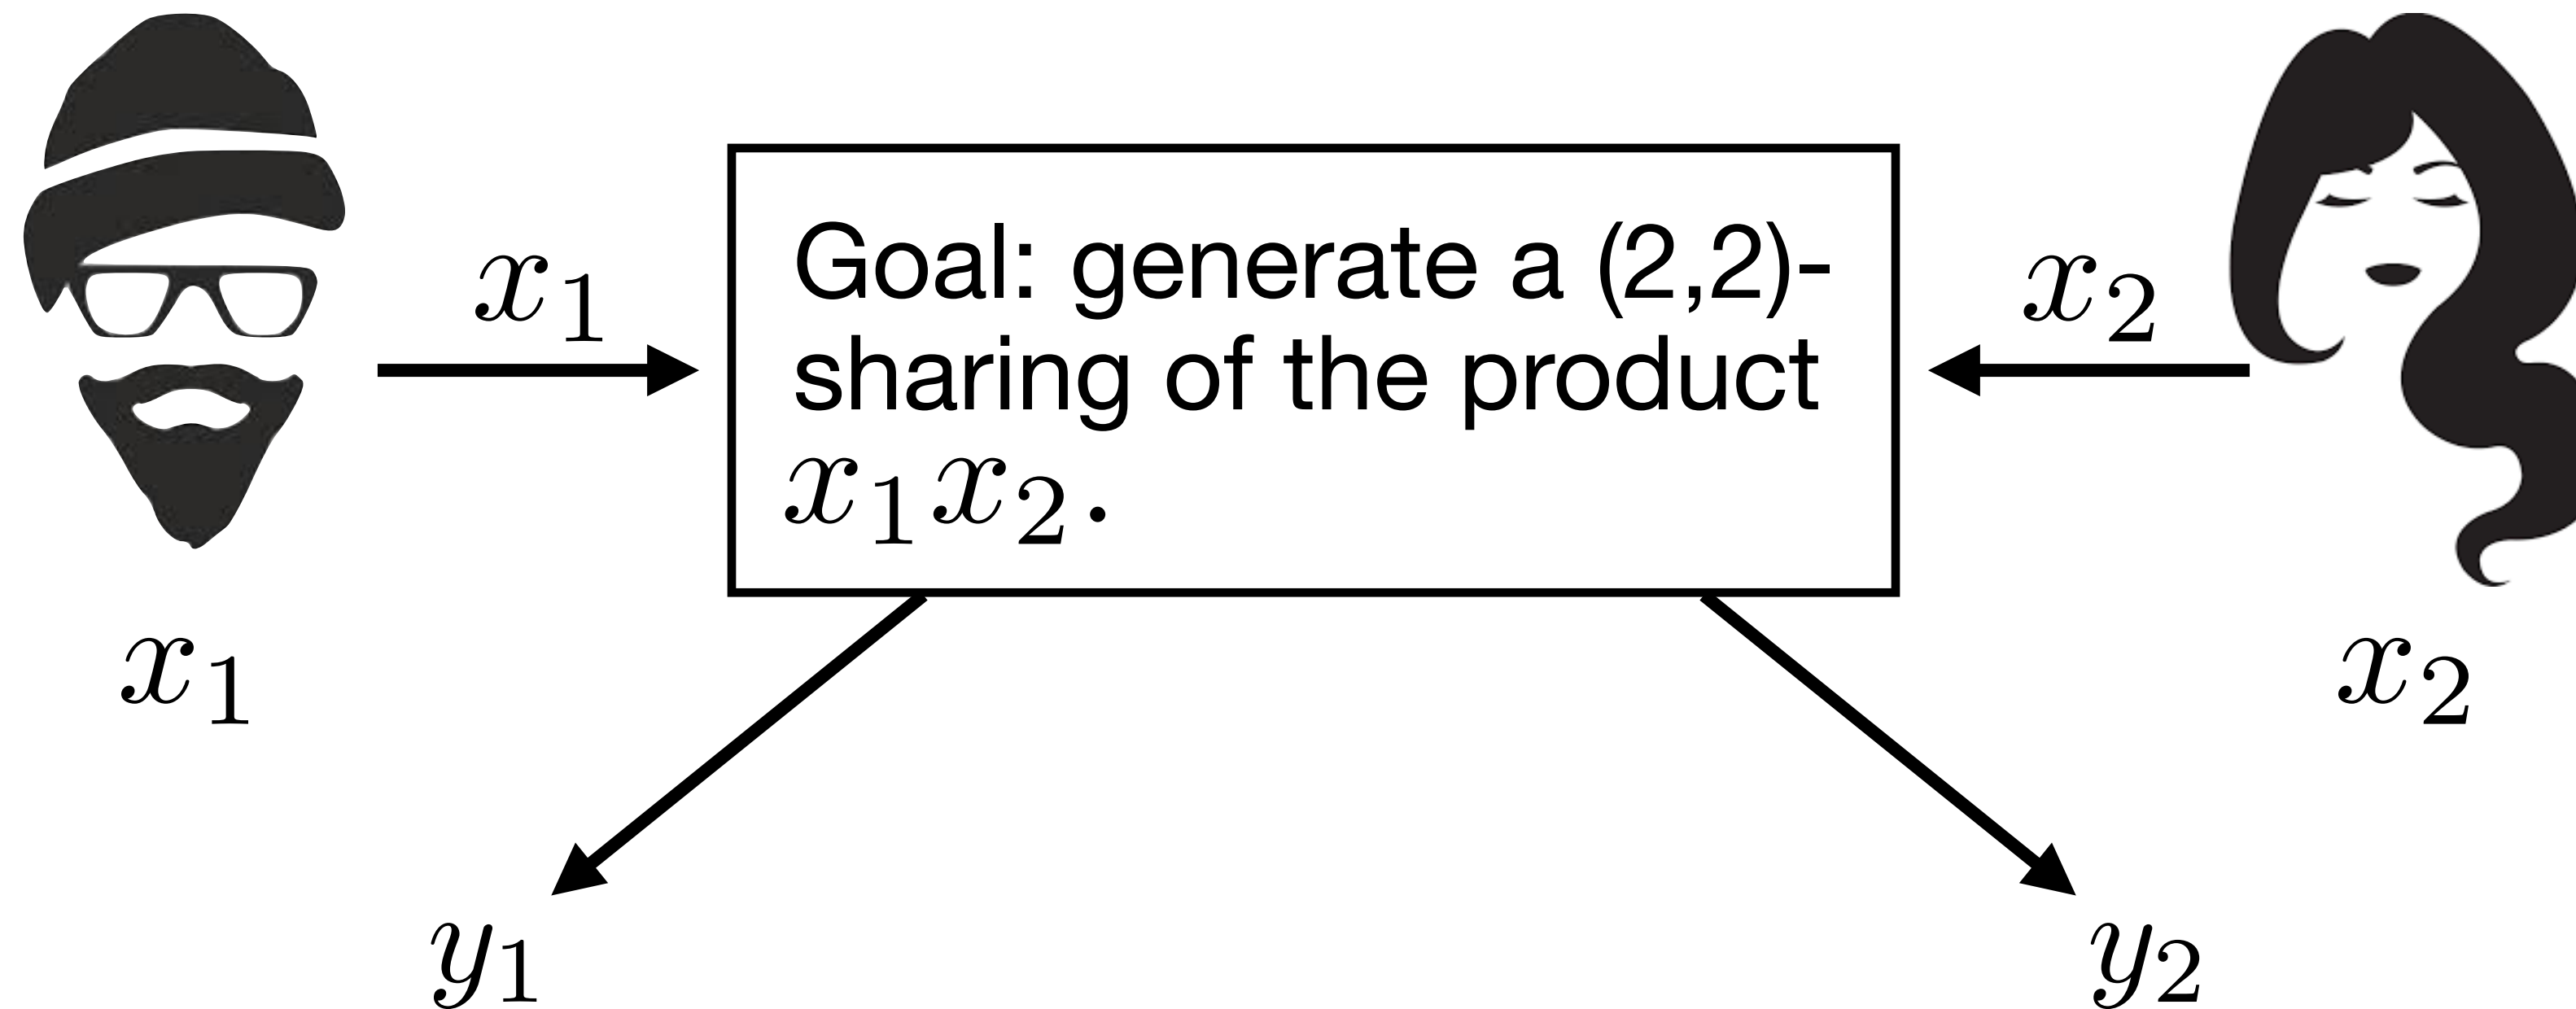 x₁
x₂
Goal: generate a (2,2)-
sharing of the product
x₁x₂.
x₁
x₂
y₁
y₂